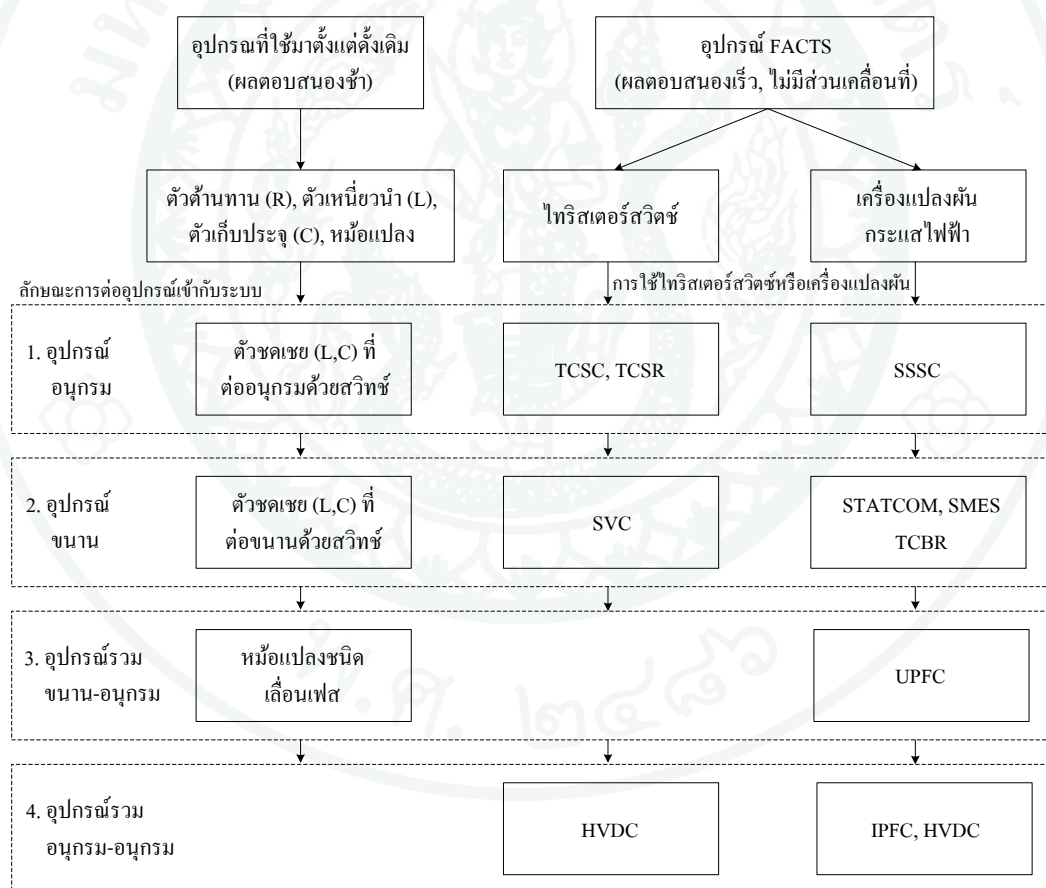 อุปกรณที่ใช้มาตั้งแต่ดั้งเดิม
(ผลตอบสนองช้า)
อุปกรณ์ FACTS
(ผลตอบสนองเร็ว, ไม่มีส่วนเคลื่อนที่)
ตัวต้านทาน (R), ตัวเหนี่ยวนำ (L),
ตัวเก็บประจุ (C), หม้อแปลง
ไทริสเตอร์สวิตช์
เครื่องแปลงผัน
กระแสไฟฟ้า
ลักษณะการต่ออุปกรณ์เข้ากับระบบ
การใช้ไทริสเตอร์สวิตซ์หรือเครื่องแปลงผัน
1. อุปกรณ์
อนุกรม
ตัวชดเชย (L,C) ที่
ต่ออนุกรมด้วยสวิทช์
TCSC, TCSR
SSSC
2. อุปกรณ์
ขนาน
ตัวชดเชย (L,C) ที่
ต่อขนานด้วยสวิทช์
SVC
STATCOM, SMES
TCBR
3. อุปกรณ์รวม
ขนาน-อนุกรม
หม้อแปลงชนิด
เลื่อนเฟส
UPFC
4. อุปกรณ์รวม
อนุกรม-อนุกรม
HVDC
IPFC, HVDC
พ.ศ. ๒๔๘๖